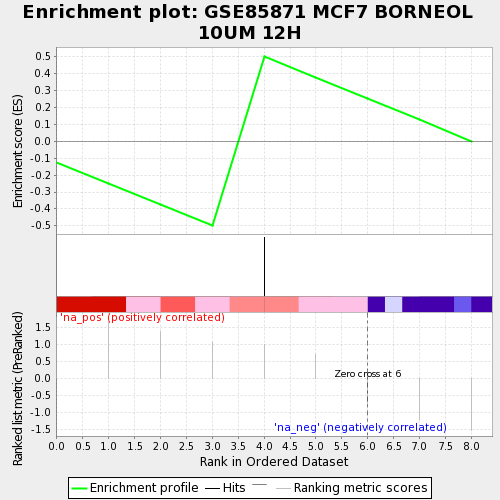 Enrichment plot: GSE85871 MCF7 BORNEOL
10UM 12H
Enrichment score (ES)
0.5
0.4
0.3
0.2
0.1
0.0
-0.1
-0.2
-0.3
-0.4
-0.5
Ranked list metric (PreRanked)
'na_pos' (positively correlated)
1.5
1.0
0.5
0.0
-0.5
-1.0
-1.5
Zero cross at 6
'na_neg' (negatively correlated)
0.0 0.5 1.0 1.5 2.0 2.5 3.0 3.5 4.0 4.5 5.0 5.5 6.0 6.5 7.0 7.5 8.0
Rank in Ordered Dataset
Enrichment profile Hits Ranking metric scores